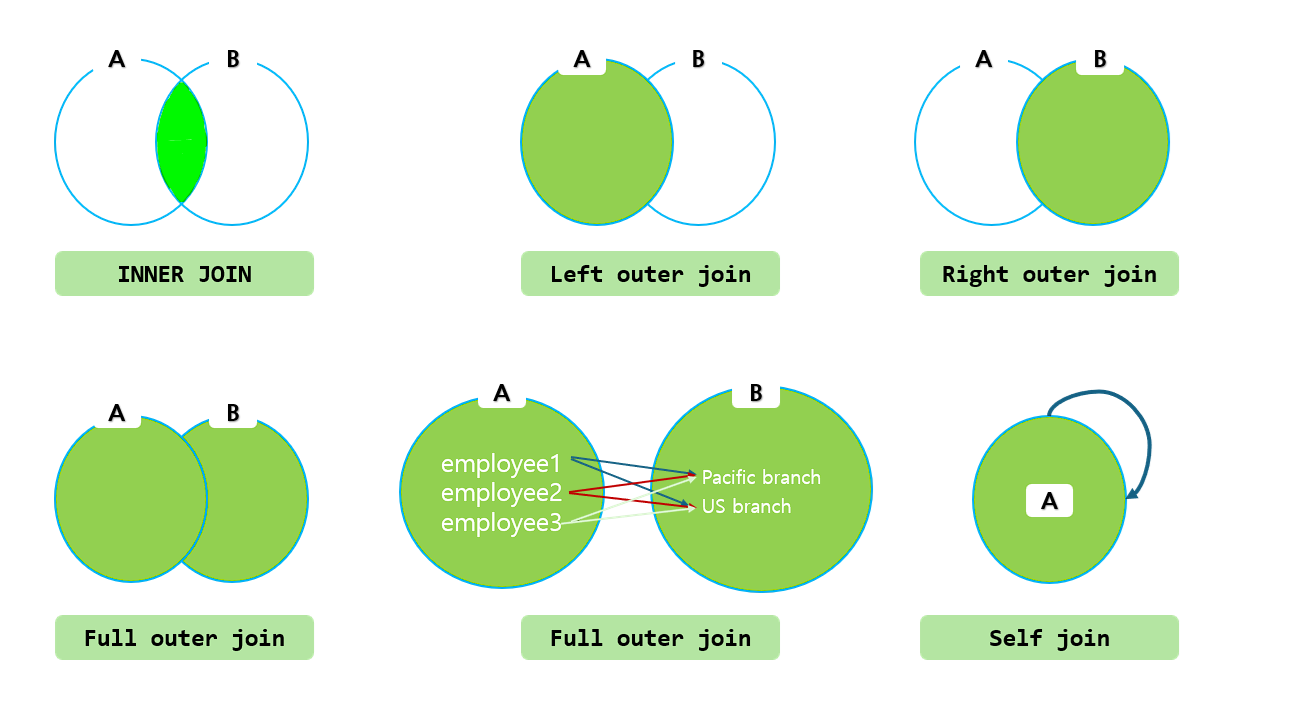 A
B
A
B
A
B
INNER JOIN
Left outer join
Right outer join
A
B
A
B
employee1
employee2
employee3
Pacific branch
US branch
A
Full outer join
Full outer join
Self join